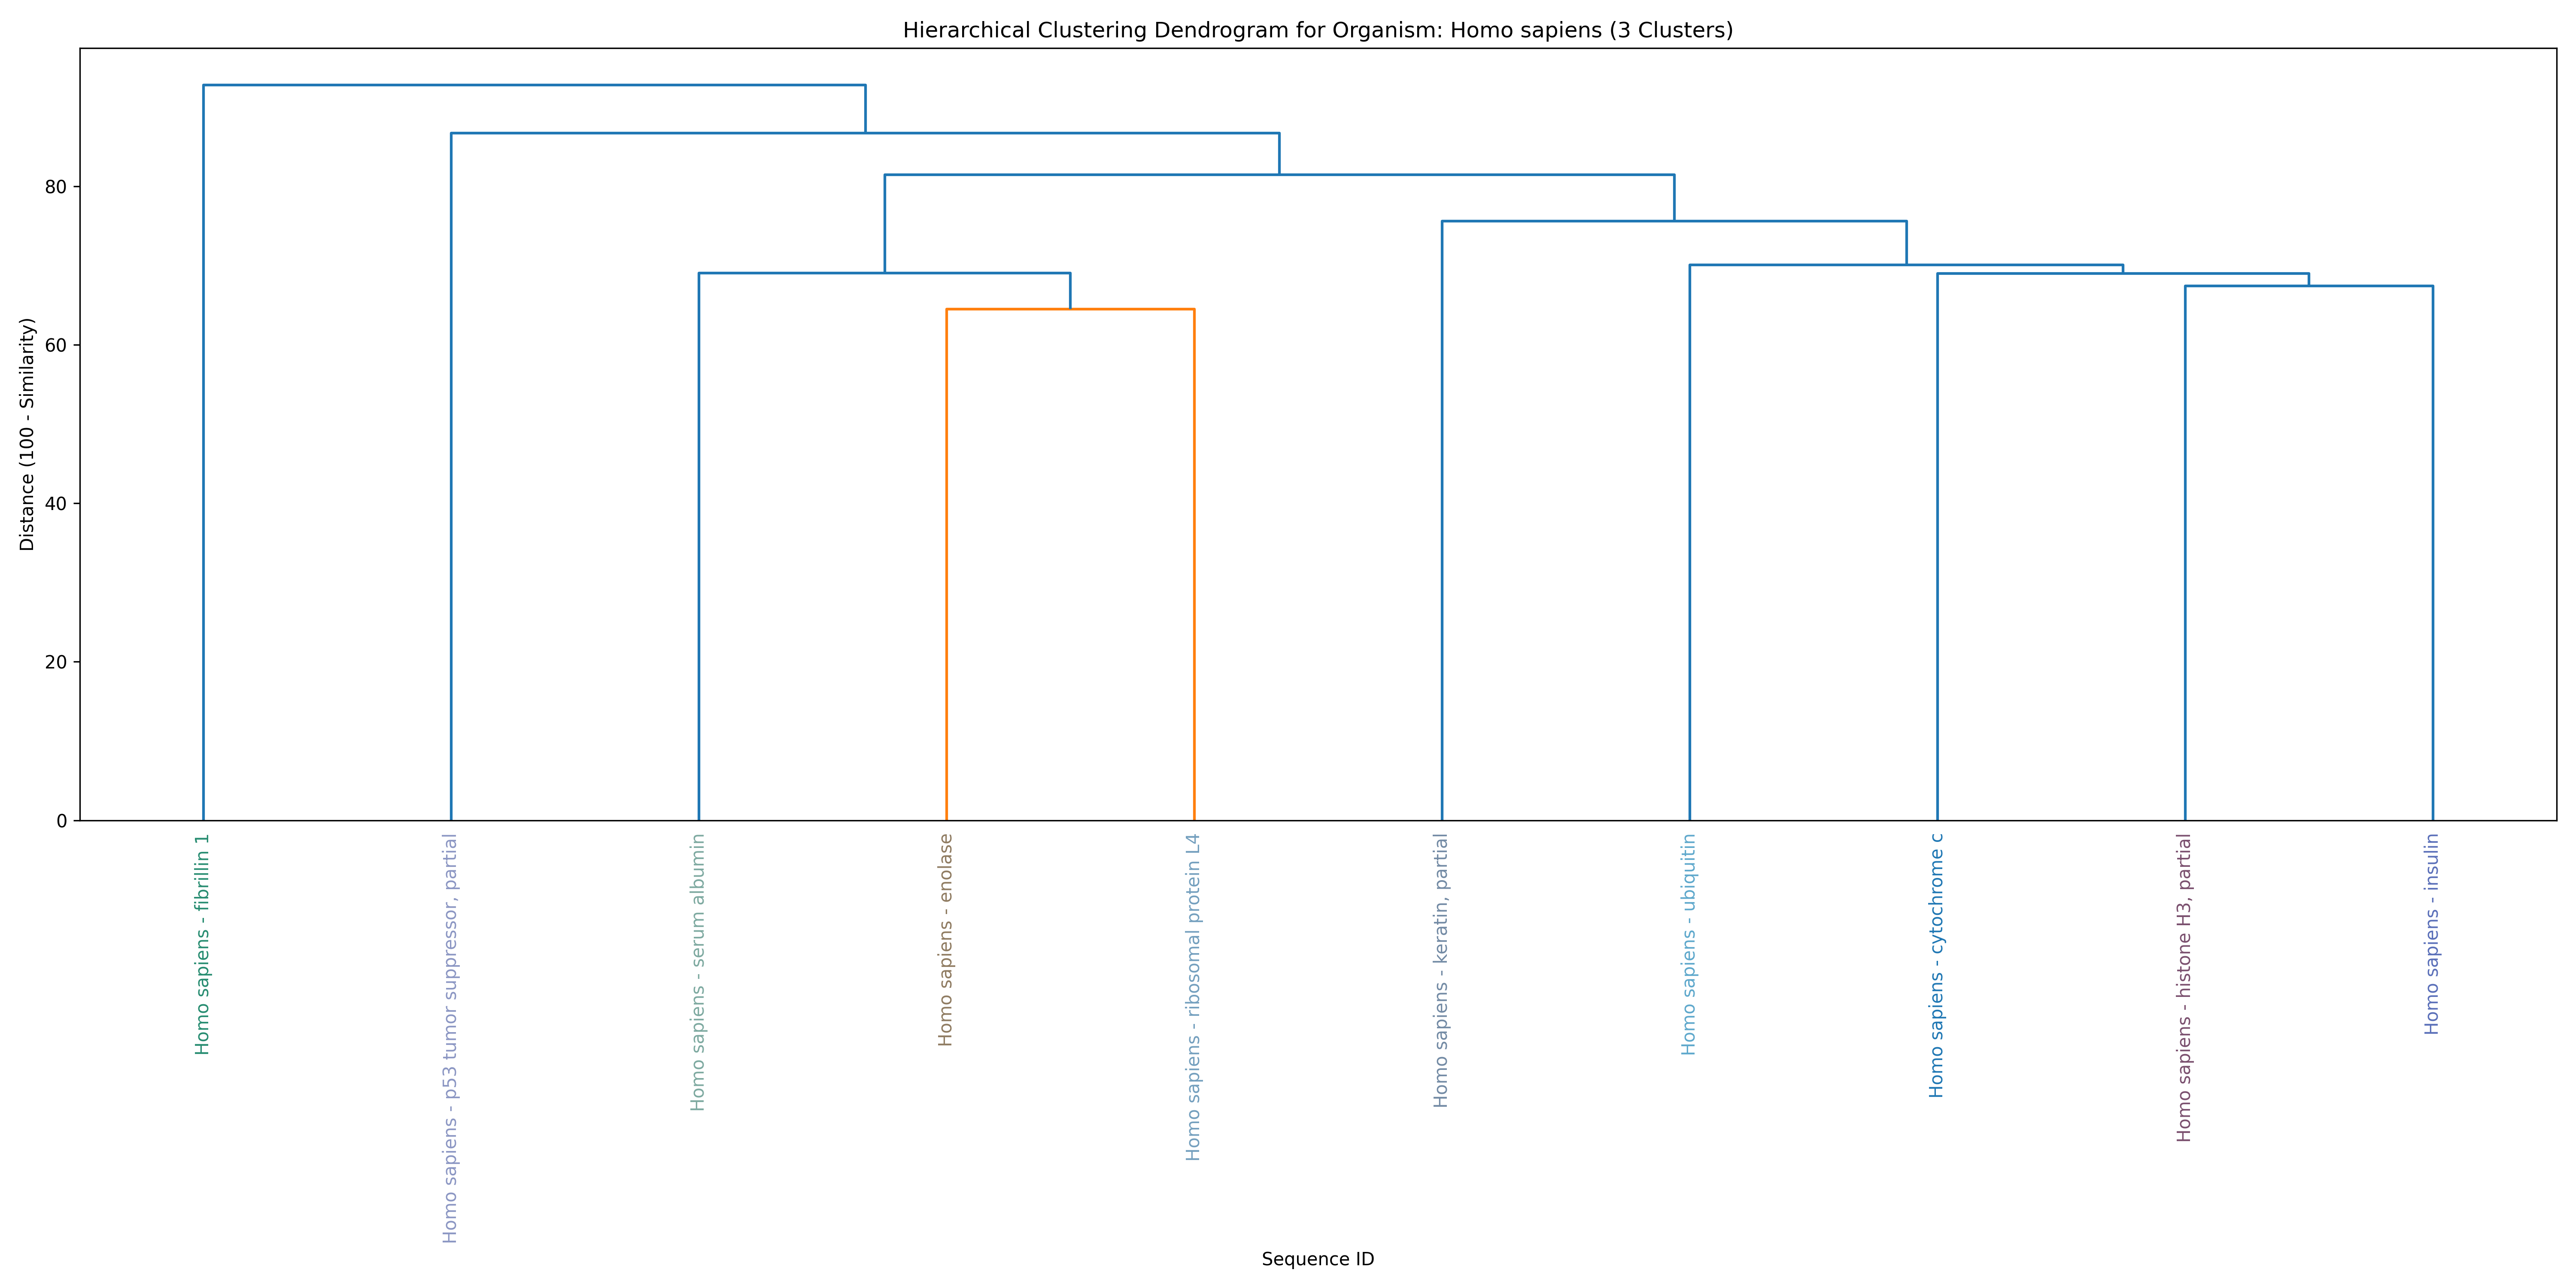 Hierarchical Clustering Dendrogram for Organism: Homo sapiens (3 Clusters)
Distance (100 - Similarity)
80
60
40
20
0
Homo sapiens - fibrillin 1
Homo sapiens - p53 tumor suppressor, partial
Homo sapiens - serum albumin
Homo sapiens - enolase
Homo sapiens - ribosomal protein L4
Homo sapiens - keratin, partial
Homo sapiens - ubiquitin
Homo sapiens - cytochrome c
Homo sapiens - histone H3, partial
Homo sapiens - insulin
Sequence ID